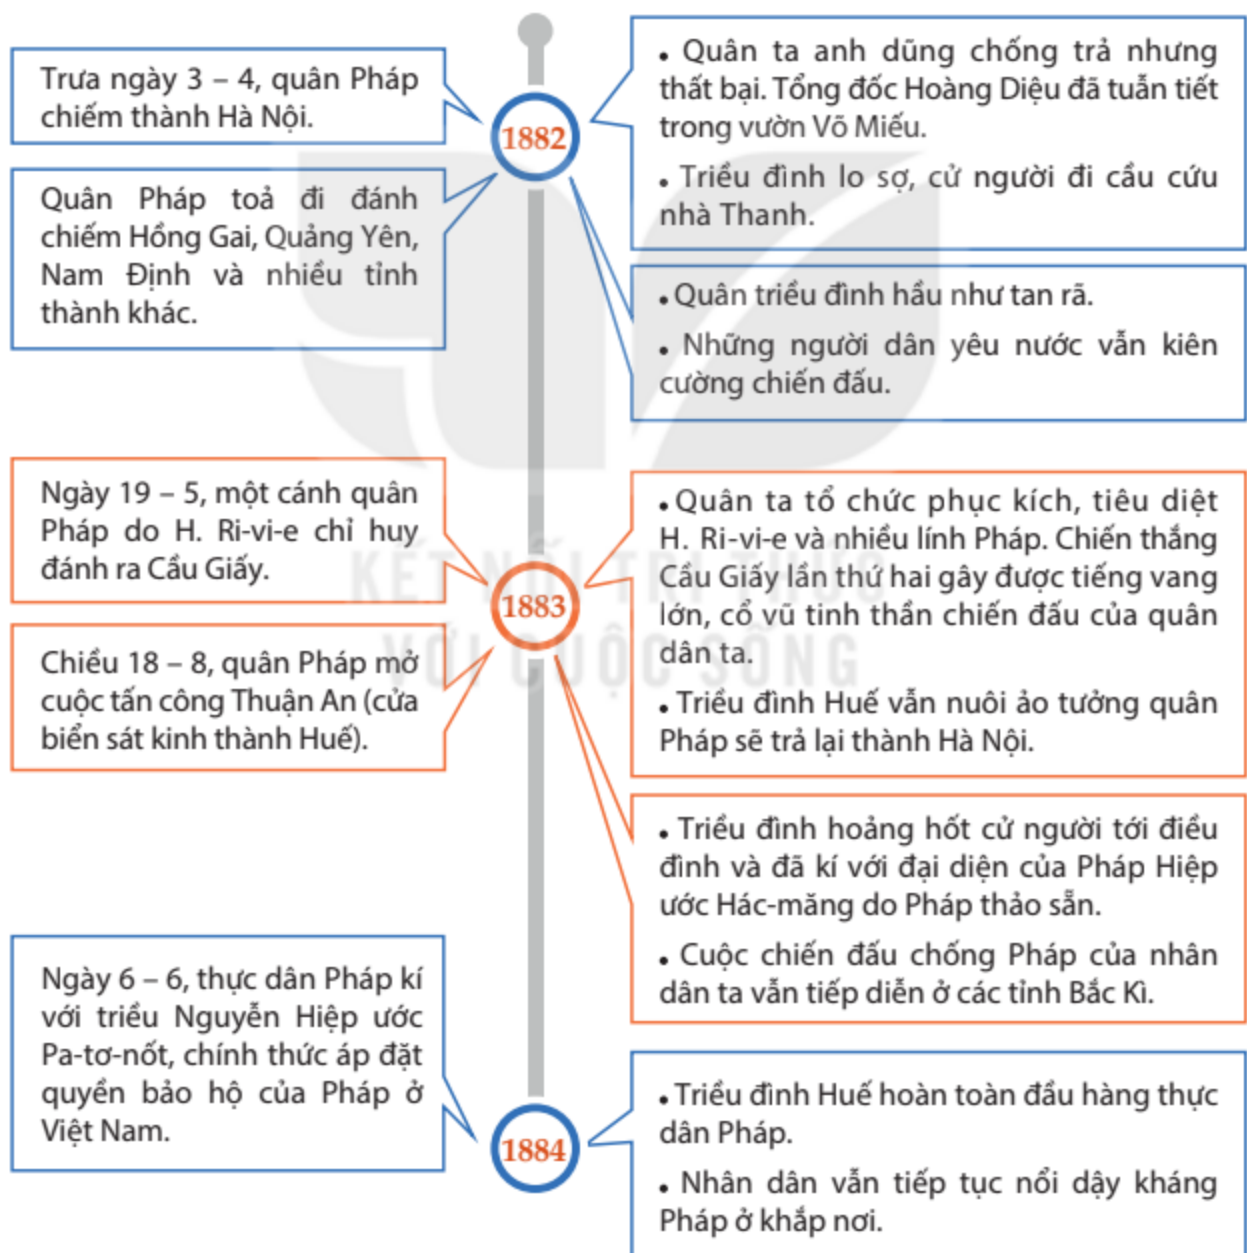 Trưa ngày 3 – 4, quân Pháp
chiếm thành Hà Nội.
1882
• Quân ta anh dũng chống trả nhưng
thất bại. Tổng đốc Hoàng Diệu đã tuẫn tiết
trong vườn Võ Miếu.
• Triều đình lo sợ, cử người đi cầu cứu
nhà Thanh.
Quân Pháp toả đi đánh
chiếm Hồng Gai, Quảng Yên,
Nam Định và nhiều tỉnh
thành khác.
• Quân triều đình hầu như tan rã.
• Những người dân yêu nước vẫn kiên
cường chiến đấu.
Ngày 19 – 5, một cánh quân
Pháp do H. Ri-vi-e chỉ huy
đánh ra Cầu Giấy.
1883
• Quân ta tổ chức phục kích, tiêu diệt
H. Ri-vi-e và nhiều lính Pháp. Chiến thắng
Cầu Giấy lần thứ hai gây được tiếng vang
lớn, cổ vũ tinh thần chiến đấu của quân
dân ta.
• Triều đình Huế vẫn nuôi ảo tưởng quân
Pháp sẽ trả lại thành Hà Nội.
KẾT NỐI TRI THỨC
VỚI CUỘC SỐNG
Chiều 18 – 8, quân Pháp mở
cuộc tấn công Thuận An (cửa
biển sát kinh thành Huế).
• Triều đình hoảng hốt cử người tới điều
đình và đã kí với đại diện của Pháp Hiệp
ước Hác-măng do Pháp thảo sẵn.
• Cuộc chiến đấu chống Pháp của nhân
dân ta vẫn tiếp diễn ở các tỉnh Bắc Kì.
Ngày 6 – 6, thực dân Pháp kí
với triều Nguyễn Hiệp ước
Pa-tơ-nốt, chính thức áp đặt
quyền bảo hộ của Pháp ở
Việt Nam.
1884
• Triều đình Huế hoàn toàn đầu hàng thực
dân Pháp.
• Nhân dân vẫn tiếp tục nổi dậy kháng
Pháp ở khắp nơi.